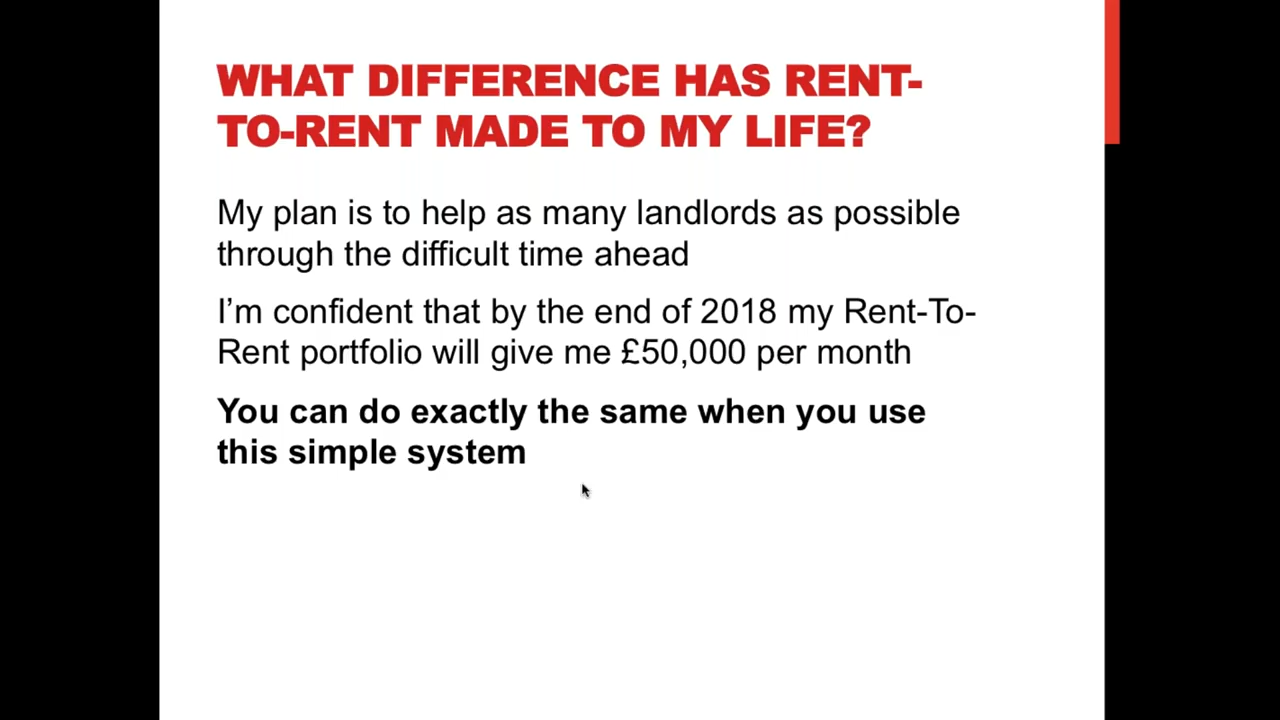 WHAT DIFFERENCE HAS RENT-
TO-RENT MADE TO MY LIFE?
My plan is to help as many landlords as possible
through the difficult time ahead
I’m confident that by the end of 2018 my Rent-To-
Rent portfolio will give me £50,000 per month
You can do exactly the same when you use
this simple system